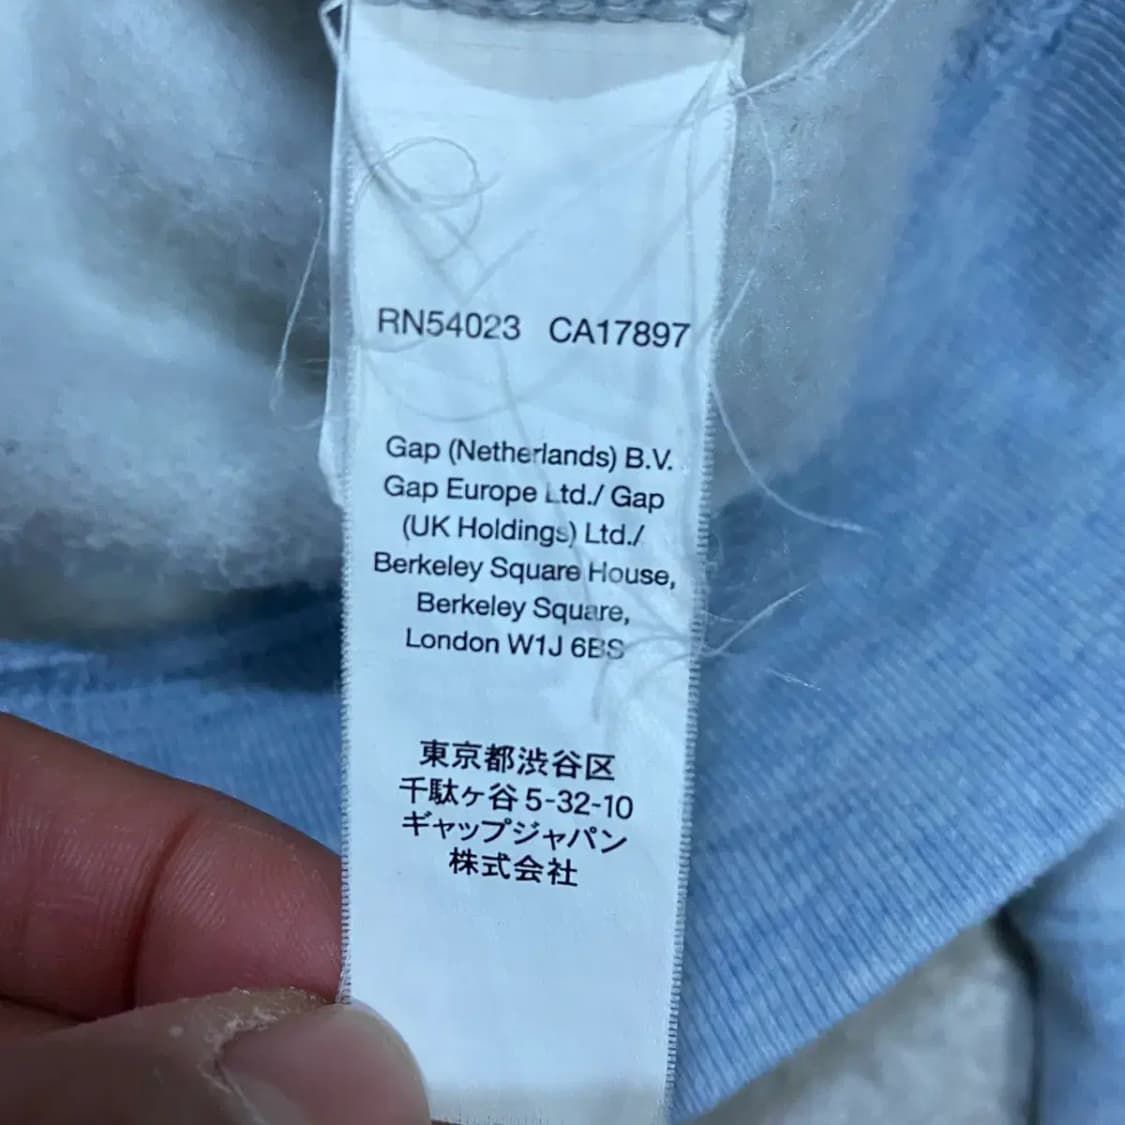 RN54023 CA17897
Gap (Netherlands) B.V.
Gap Europe Ltd./ Gap
(UK Holdings) Ltd./
Berkeley Square House,
Berkeley Square,
London W1J 6BS
東京都渋谷区
千駄ヶ谷5-32-10
ギャップジャパン
株式会社